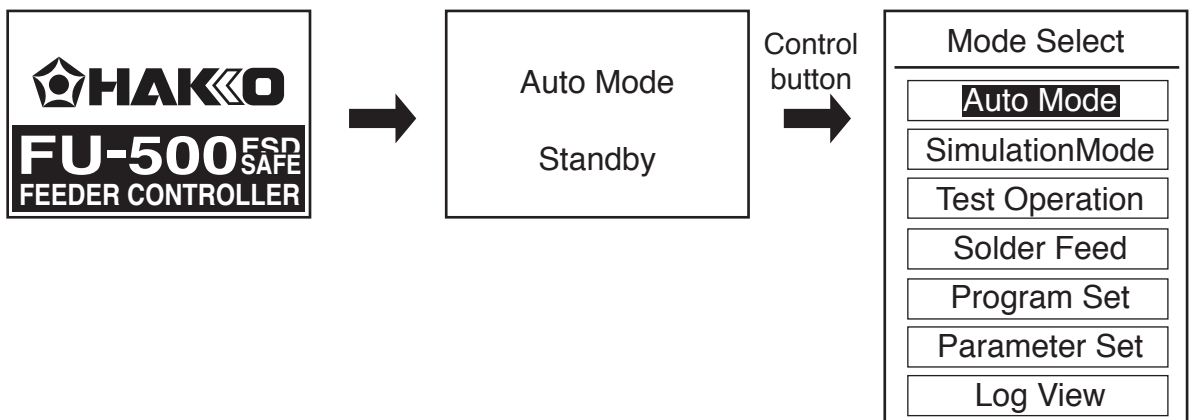 HAKKO
FU-500 ESD SAFE
FEEDER CONTROLLER
Auto Mode
Standby
Control
button
Mode Select
Auto Mode
SimulationMode
Test Operation
Solder Feed
Program Set
Parameter Set
Log View